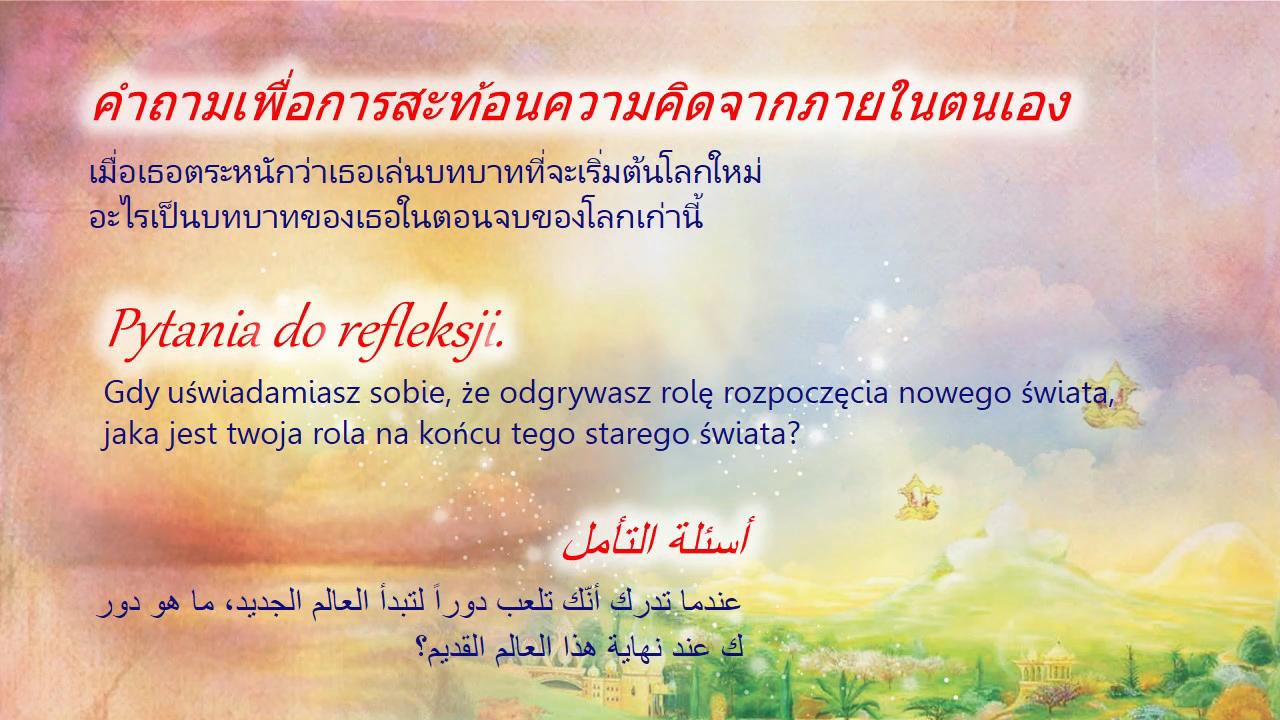 คำถามเพื่อการสะท้อนความคิดจากภายในตนเอง
เมื่อเธอตระหนักว่าเธอเล่นบทบาทที่จะเริ่มต้นโลกใหม่
อะไรเป็นบทบาทของเธอในตอนจบของโลกเก่านี้
Pytania do refleksji.
Gdy uświadamiasz sobie, że odgrywasz rolę rozpoczęcia nowego świata,
jaka jest twoja rola na końcu tego starego świata?
أسئلة التأمل
عندما تدرك أنّك تلعب دوراً لتبدأ العالم الجديد، ما هو دور
ك عند نهاية هذا العالم القديم؟